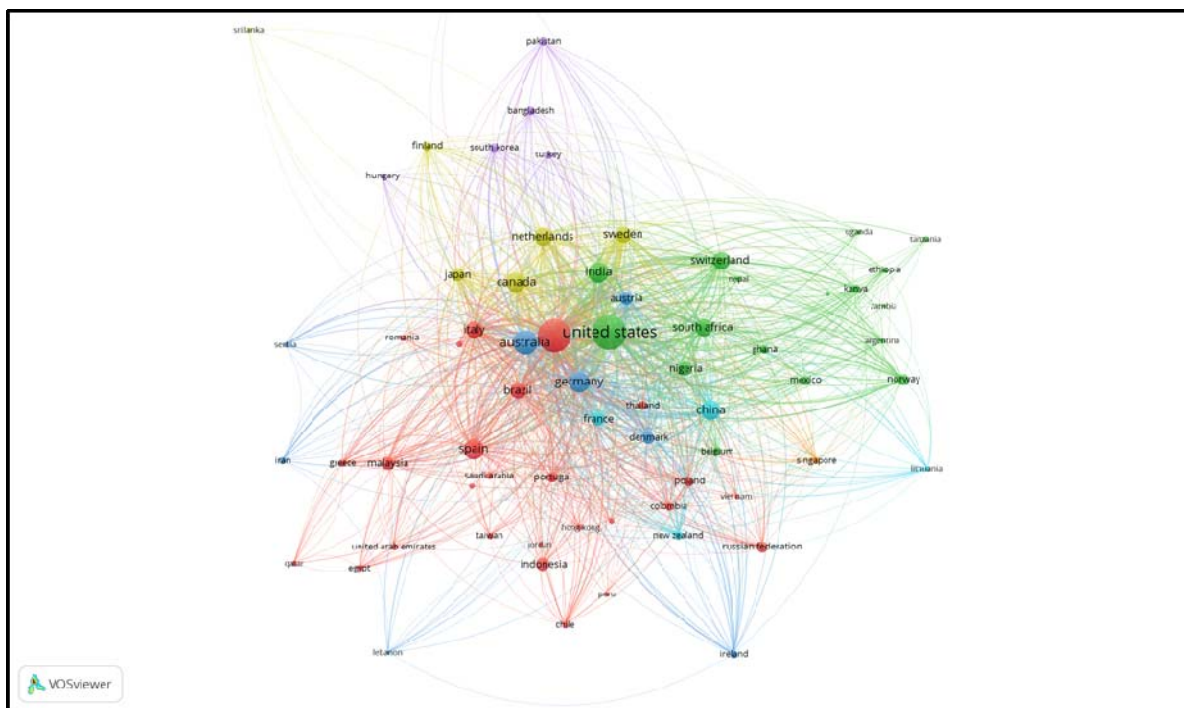 srilanka
pakistan
bangladesh
finland
south korea
turkey
hungary
uganda
tanzania
netherlands
sweden
switzerland
india
japan
canada
nepal
ethiopia
kenya
austria
zambia
italy
united states
south africa
romania
australia
argentina
serbia
ghana
nigeria
germany
mexico
norway
brazil
thailand
china
france
denmark
spain
belgium
iran
greece
malaysia
singapore
lithuania
saudi arabia
portugal
poland
vietnam
colombia
taiwan
hong kong
new zealand
jordan
united arab emirates
russian federation
qatar
egypt
indonesia
peru
chile
lebanon
ireland
VOSviewer